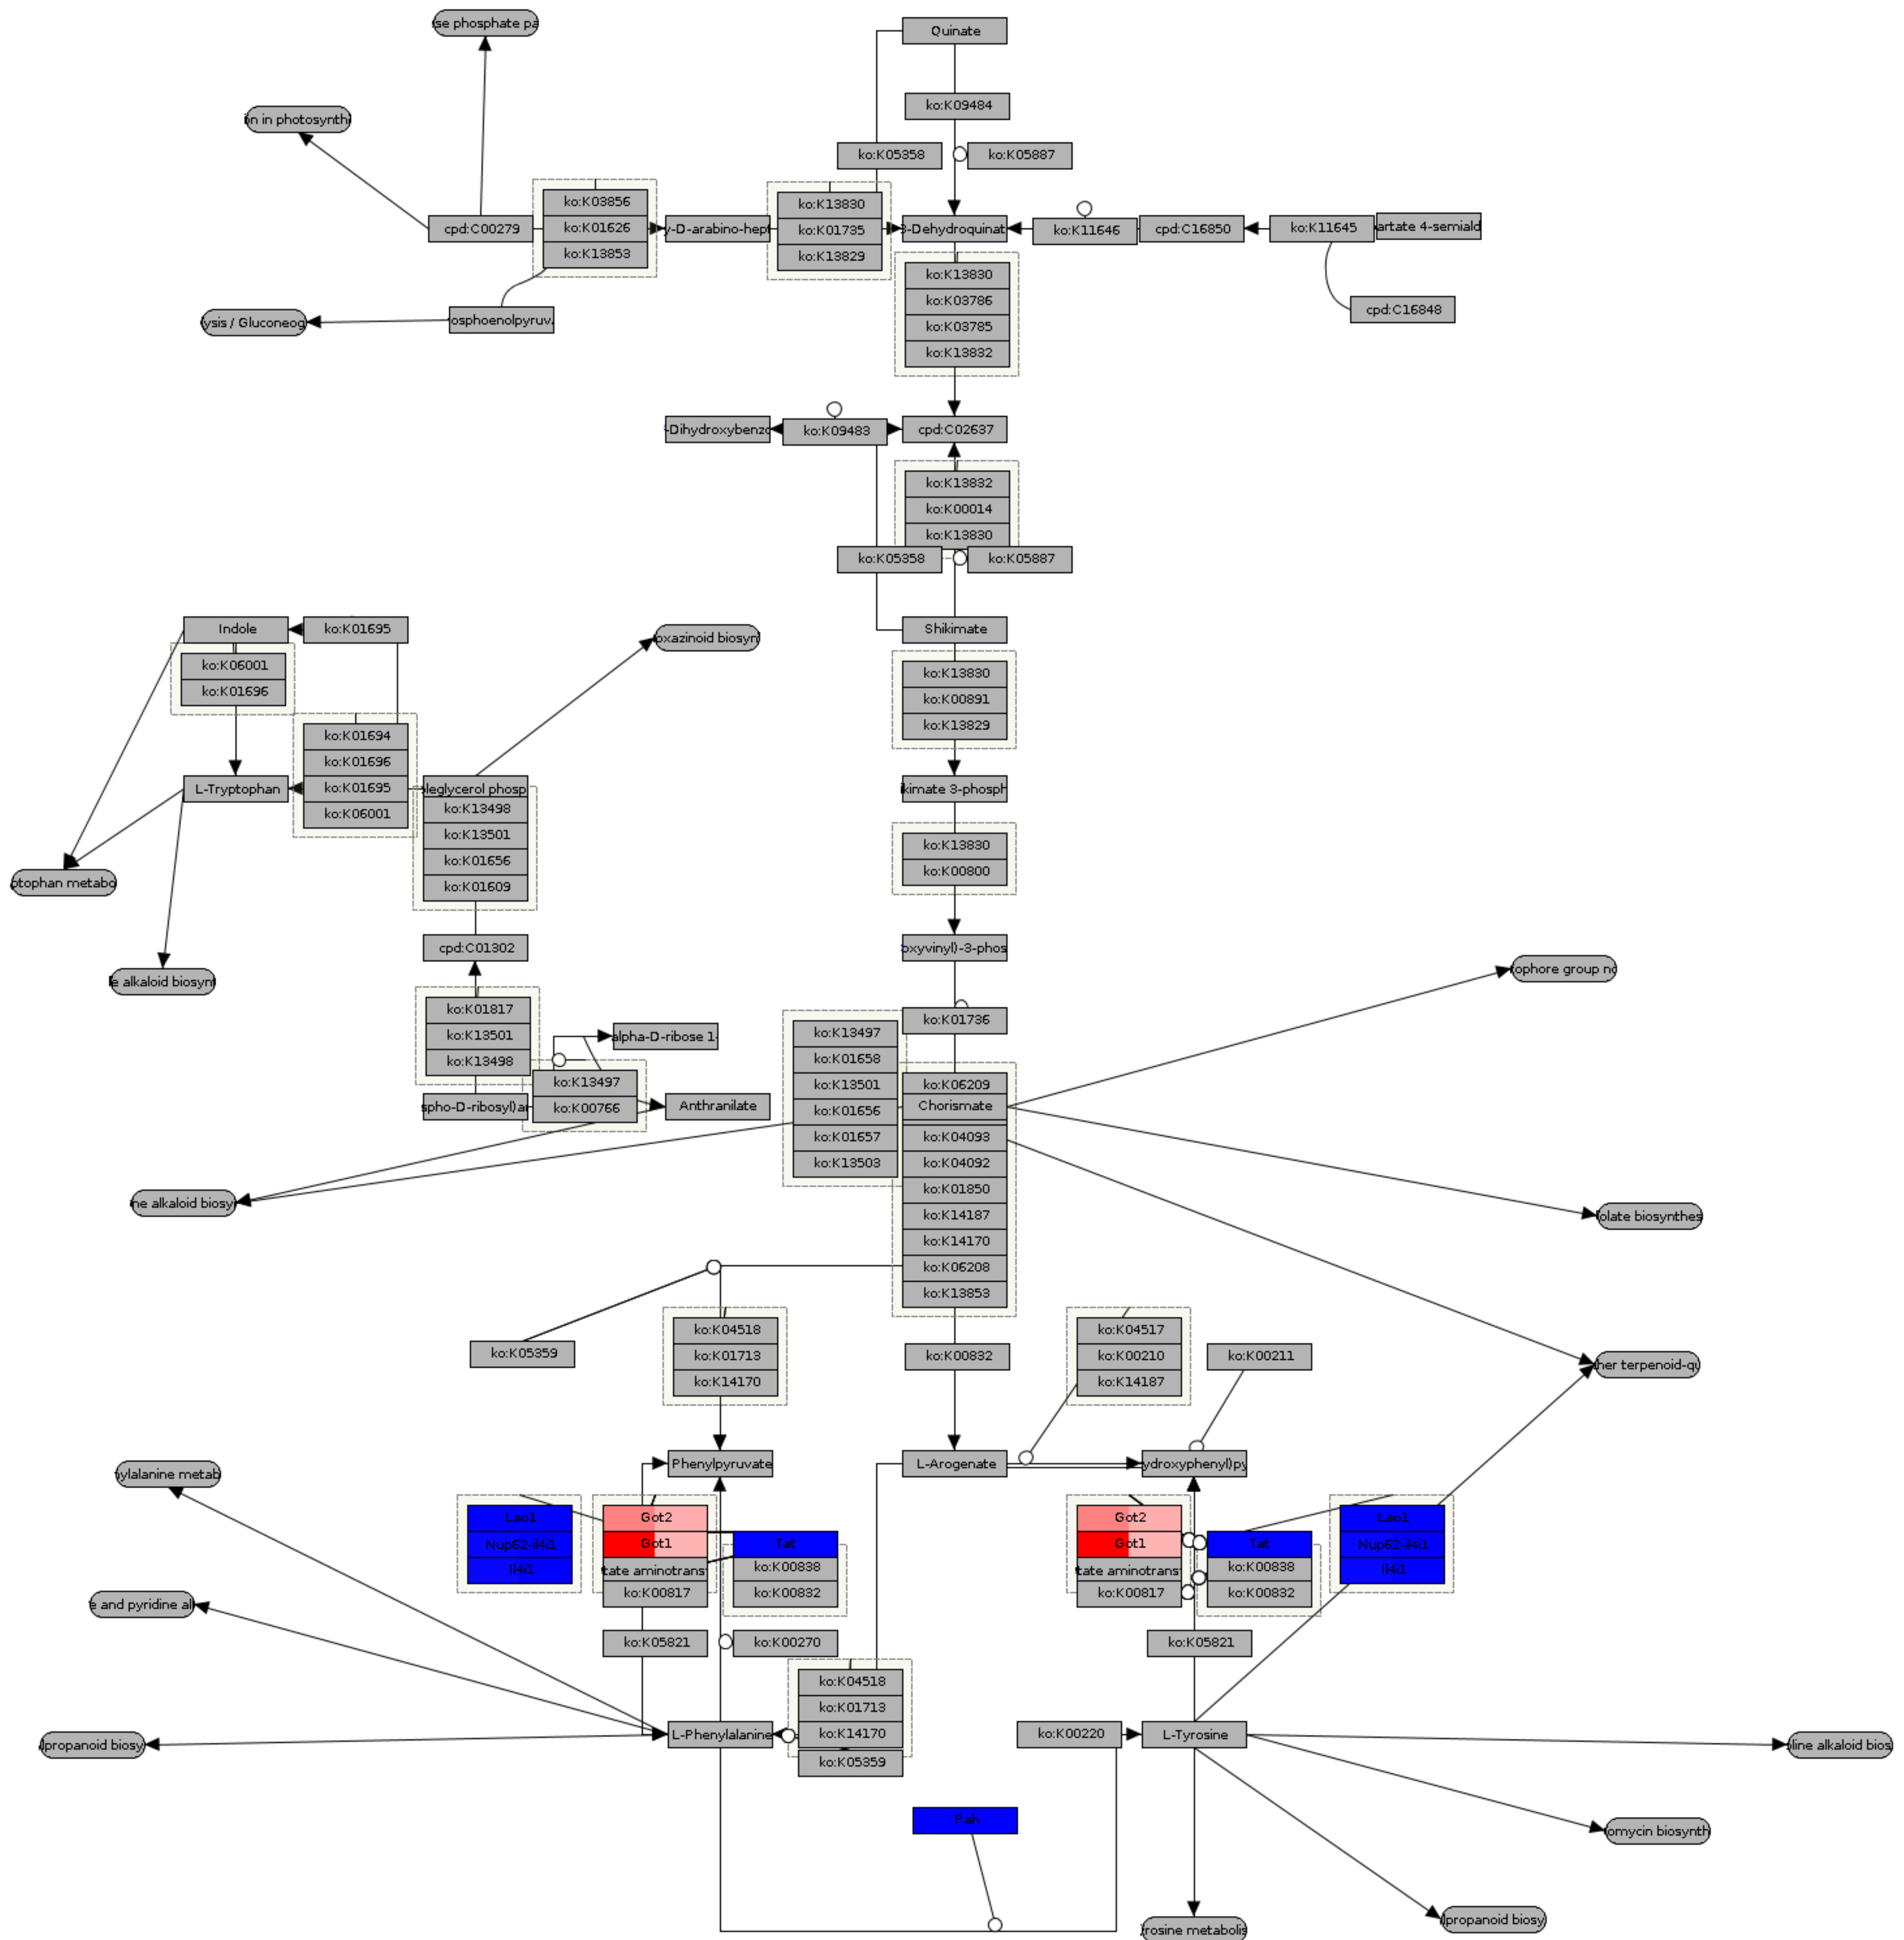 se phosphate pa
Quinate
ko:K09484
on in photosynth
ko:K05358
ko:K05887
ko:K03856
ko:K01626
ko:K13853
ko:K13830
ko:K01735
ko:K13829
cpd:C00279
y-D-arabino-hept
3-Dehydroquinat
ko:K11646
cpd:C16850
ko:K11645
artate 4-semiald
ko:K13830
ko:K03786
ko:K03785
ko:K13832
cpd:C16848
lysis / Gluconeog
osphoenolpyruv
-Dihydroxybenzo
ko:K09483
cpd:C02637
ko:K13832
ko:K00014
ko:K13830
ko:K05358
ko:K05887
Indole
ko:K01695
oxazinoid biosyn
Shikimate
ko:K06001
ko:K01696
ko:K13830
ko:K00891
ko:K13829
ko:K01694
ko:K01696
ko:K01695
ko:K06001
L-Tryptophan
leglycerol phosp
ko:K13498
ko:K13501
ko:K01656
ko:K01609
kimate 3-phosph
ko:K13830
ko:K00800
ptophan metabo
cpd:C01302
oxyvinyl)-3-phos
e alkaloid biosynt
rophore group no
ko:K01817
ko:K13501
ko:K13498
alpha-D-ribose 1-
ko:K13497
ko:K00766
spho-D-ribosyl)an
Anthranilate
ko:K13497
ko:K01658
ko:K13501
ko:K01656
ko:K01657
ko:K13503
ko:K01736
ko:K06209
Chorismate
ko:K04093
ko:K04092
ko:K01850
ko:K14187
ko:K14170
ko:K06208
ko:K13853
ne alkaloid biosy
olate biosynthes
ko:K05359
ko:K04518
ko:K01713
ko:K14170
ko:K00832
ko:K04517
ko:K00210
ko:K14187
ko:K00211
her terpenoid-qu
nylalanine metab
Phenylpyruvate
L-Arogenate
ydroxyphenyl)py
Lao1
Nup62-il4i1
Il4i1
Got2
Got1
tate aminotrans
ko:K00817
Tat
ko:K00838
ko:K00832
Got2
Got1
tate aminotrans
ko:K00817
Tat
ko:K00838
ko:K00832
Lao1
Nup62-il4i1
Il4i1
e and pyridine al
ko:K05821
ko:K00270
ko:K05821
ko:K04518
ko:K01713
ko:K14170
ko:K05359
lpropanoid biosy
L-Phenylalanine
ko:K00220
L-Tyrosine
line alkaloid bios
Pah
omycin biosynth
lpropanoid biosy
rosine metabolis